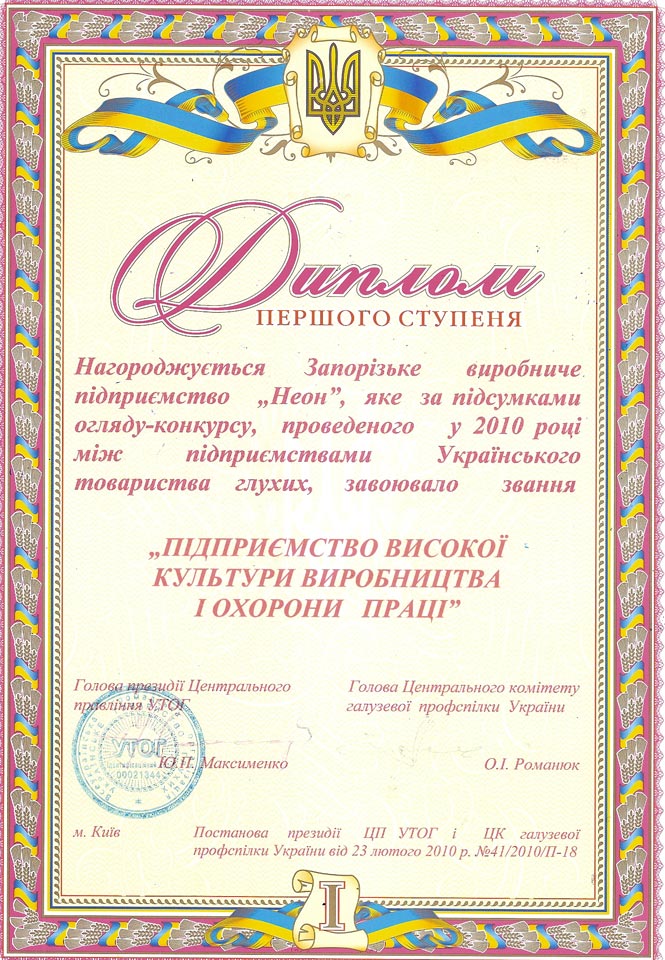 Диплом
ПЕРШОГО СТУПЕНЯ
Нагороджується Запорізьке виробниче
підприємство „Неон”, яке за підсумками
огляду-конкурсу, проведеного у 2010 році
між підприємствами Українського
товариства глухих, завоювало звання
„ПІДПРИЄМСТВО ВИСОКОЇ
КУЛЬТУРИ ВИРОБНИЦТВА
І ОХОРОНИ ПРАЦІ”
Голова президії Центрального
правління УТОГ
Ю.П. Максименко
Голова Центрального комітету
галузевої профспілки України
О.І. Романюк
УТОГ
00021344
м. Київ
Постанова президії ЦП УТОГ і ЦК галузевої
профспілки України від 23 лютого 2010 р. №41/2010/П-18
I